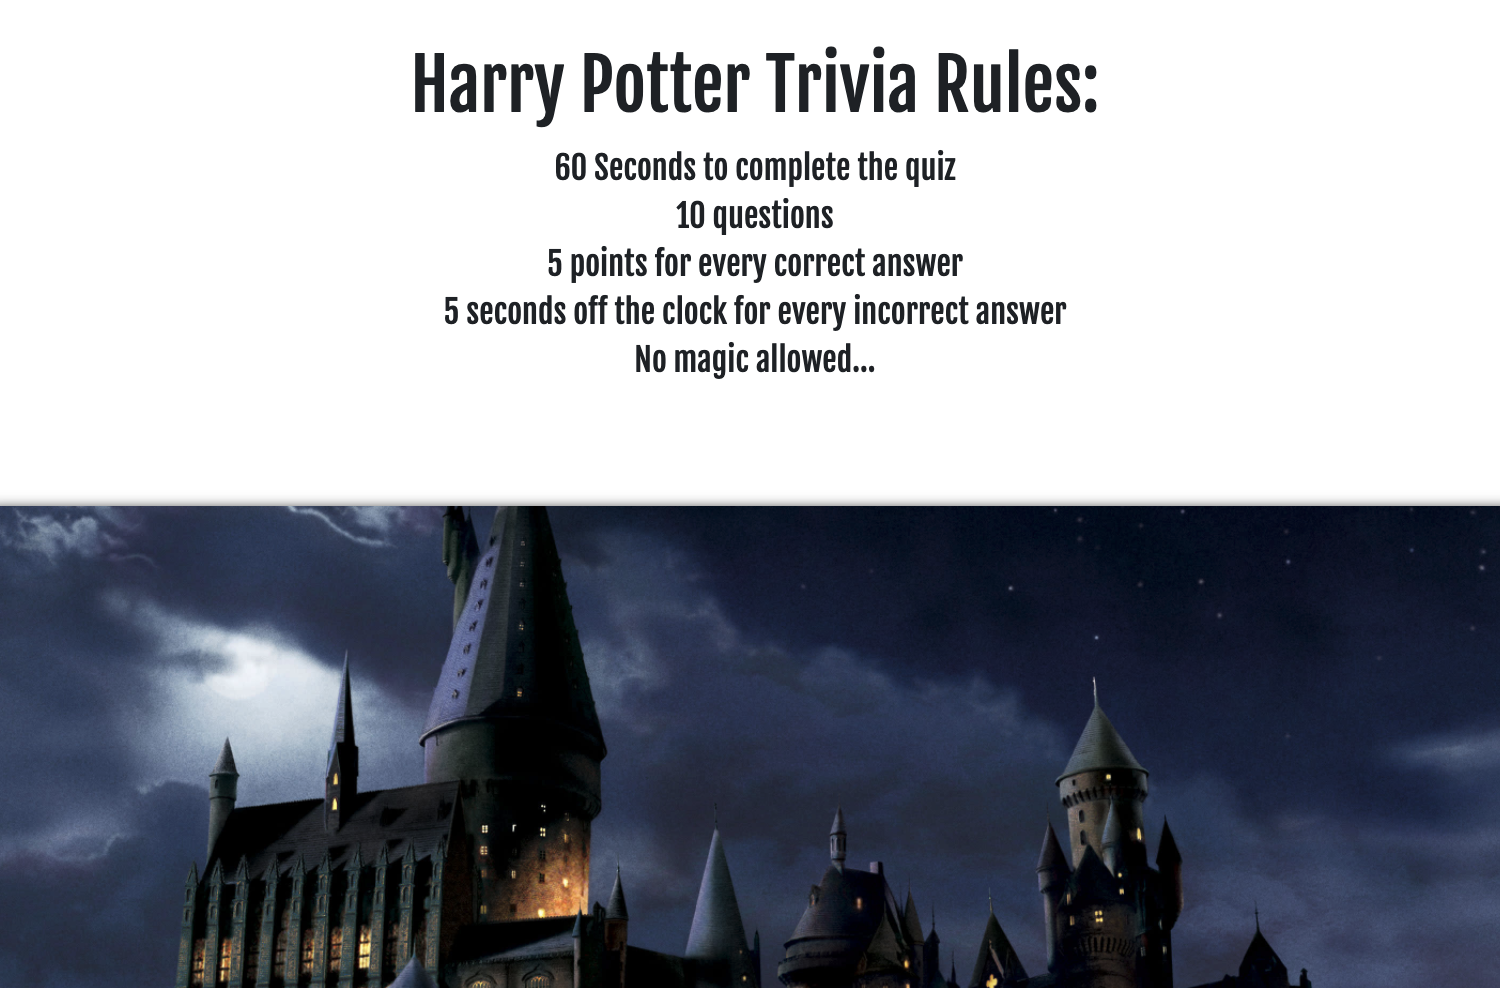 Harry Potter Trivia Rules:
60 Seconds to complete the quiz
10 questions
5 points for every correct answer
5 seconds off the clock for every incorrect answer
No magic allowed...